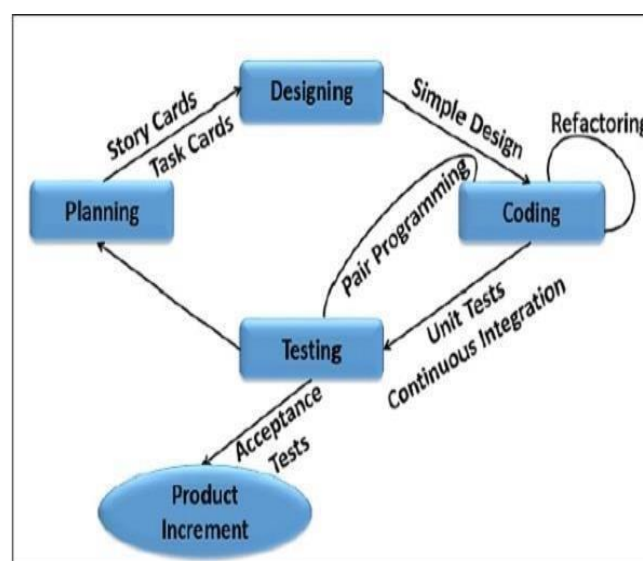 Designing
Story Cards
Task Cards
Simple Design
Refactoring
Planning
Coding
Pair Programming
Unit Tests
Continuous Integration
Testing
Acceptance
Tests
Product
Increment